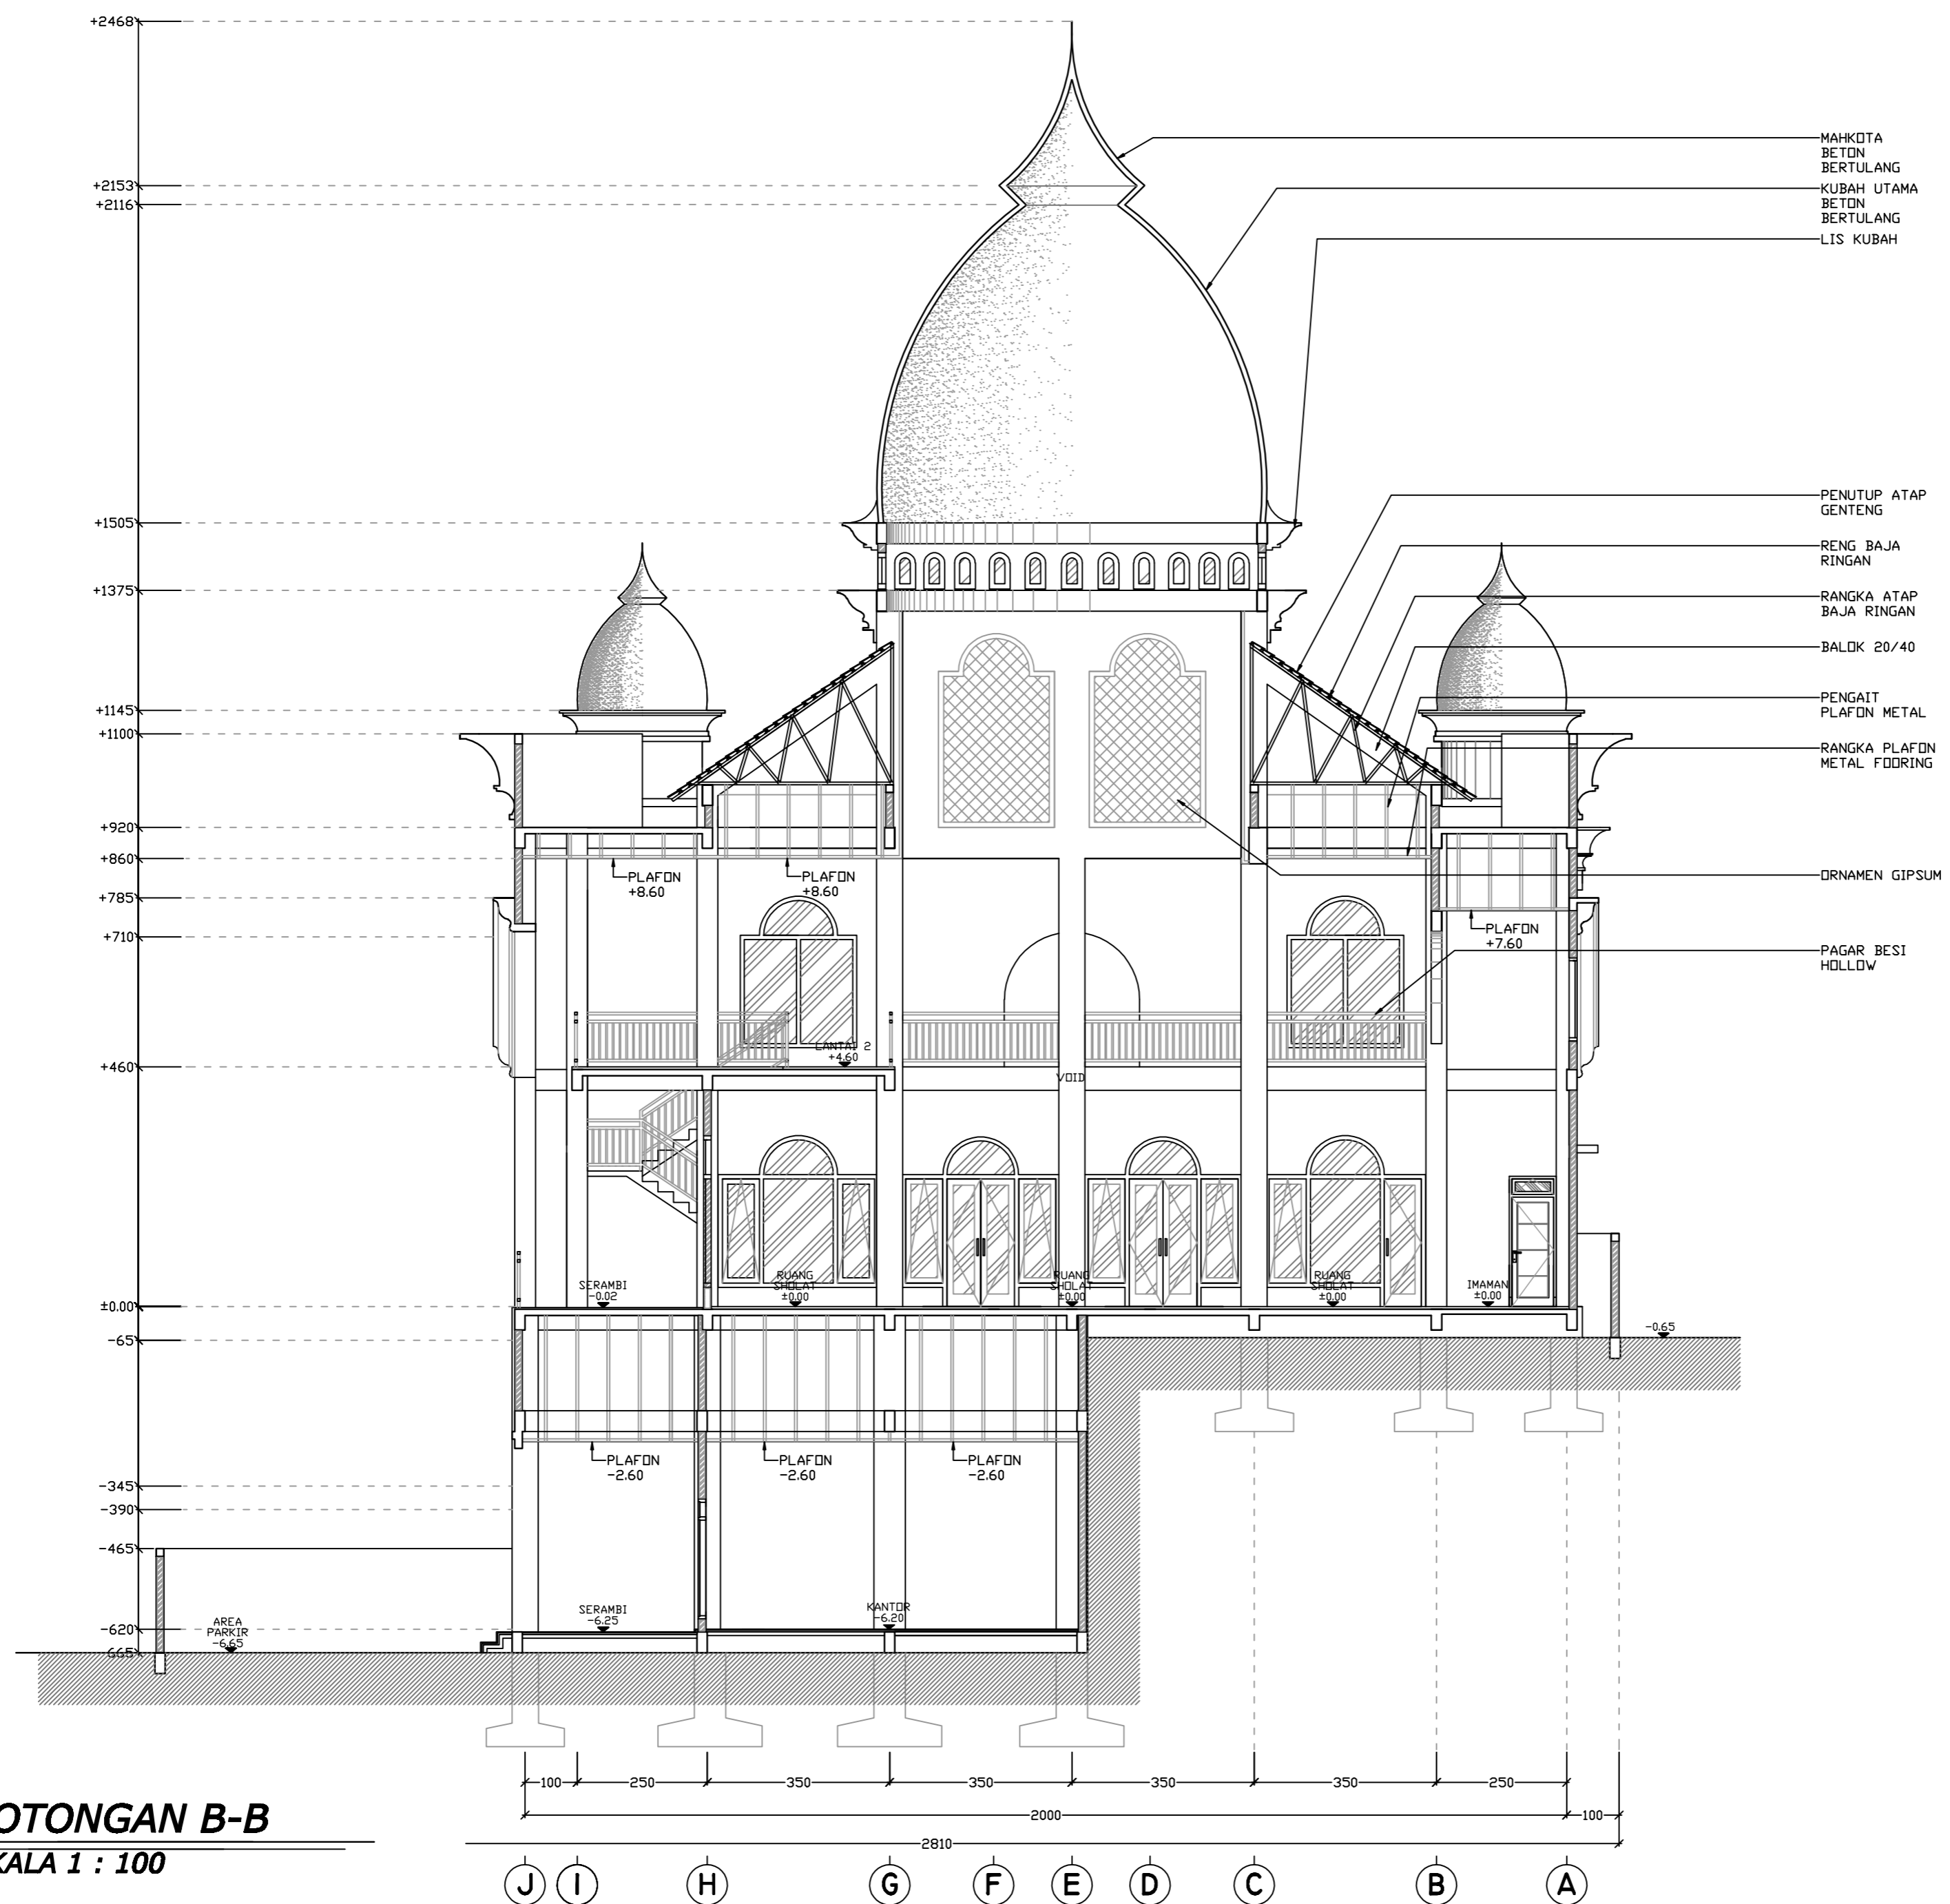 +2468
MAHKOTA
BETON
BERTULANG
+2153
KUBAH UTAMA
BETON
BERTULANG
+2116
LIS KUBAH
PENUTUP ATAP
GENTENG
+1505
RENG BAJA
RINGAN
+1375
RANGKA ATAP
BAJA RINGAN
BALOK 20/40
PENGAIT
PLAFON METAL
+1145
+1100
RANGKA PLAFON
METAL FOORING
+920
+860
PLAFON
+8.60
PLAFON
+8.60
ORNAMEN GIPSUM
+785
PLAFON
+7.60
+710
PAGAR BESI
HOLLOW
LANTAI 2
+4.60
+460
VOID
SERAMBI
-0.02
RUANG
SHOLAT
±0.00
RUANG
SHOLAT
±0.00
RUANG
SHOLAT
±0.00
IMAMAN
±0.00
±0.00
-0.65
-65
PLAFON
-2.60
PLAFON
-2.60
PLAFON
-2.60
-345
-390
-465
AREA
PARKIR
-6.65
SERAMBI
-6.25
KANTOR
-6.20
-620
665
100 250 350 350 350 350 250
2000 100
2810
OTONGAN B-B
KALA 1 : 100
J I H G F E D C B A